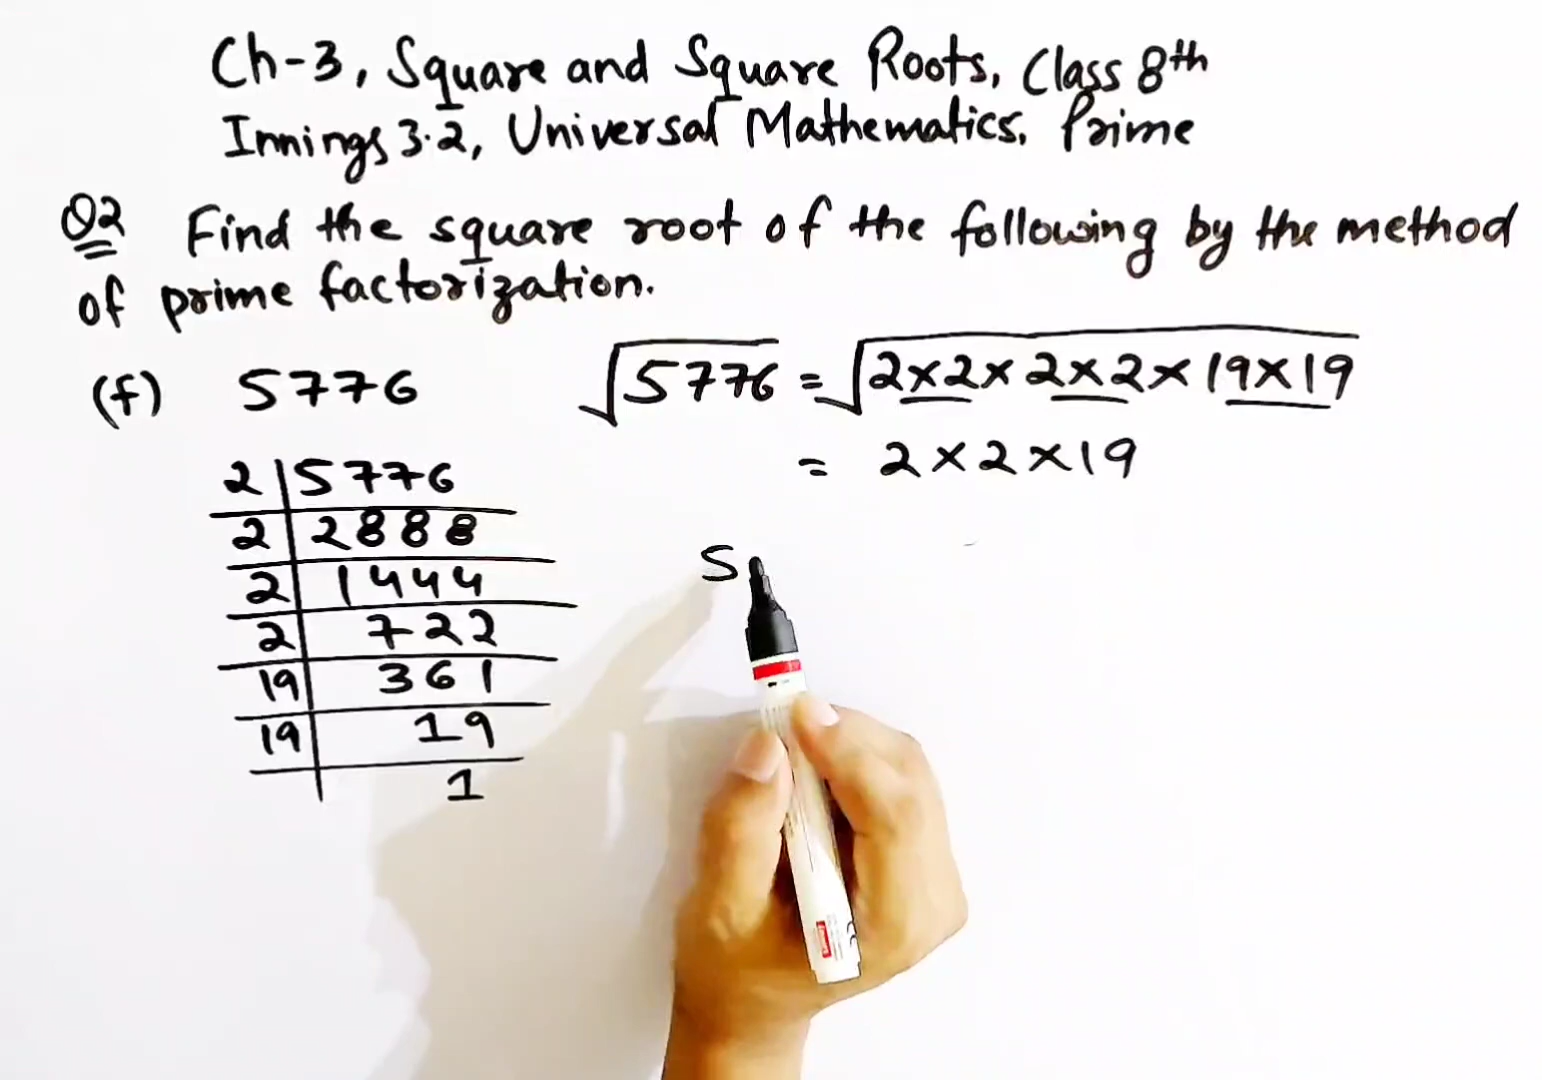 Ch-3, Square and Square Roots, Class 8th
Innings 3.2, Universal Mathematics, Prime
Q2 Find the square root of the following by the method
of prime factorization.
(f) 5776
√5776 = √2×2×2×2×19×19
= 2×2×19
2 | 5776
2 | 2888
2 | 1444
2 | 722
19 | 361
19 | 19
1
S